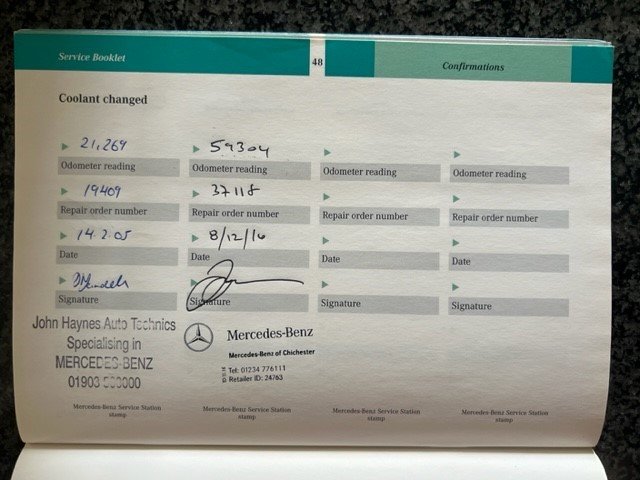 Service Booklet
48
Confirmations
Coolant changed
21,269 59304
Odometer reading Odometer reading Odometer reading Odometer reading
19409 37118
Repair order number Repair order number Repair order number Repair order number
14.2.05 8/12/16
Date Date Date Date
Signature Signature Signature Signature
John Haynes Auto Technics
Specialising in
MERCEDES-BENZ
01903
Mercedes-Benz
Mercedes-Benz of Chichester
Tel: 01234 776111
Retailer ID: 24763
Mercedes-Benz Service Station Mercedes-Benz Service Station Mercedes-Benz Service Station Mercedes-Benz Service Station
stamp stamp stamp stamp